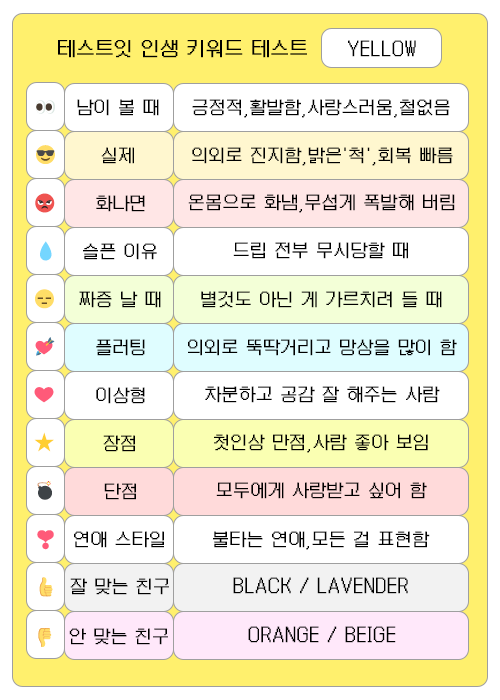 테스트잇 인생 키워드 테스트 YELLOW
남이 볼 때 긍정적,활발함,사랑스러움,철없음
실제 의외로 진지함,밝은'척',회복 빠름
화나면 온몸으로 화냄,무섭게 폭발해 버림
슬픈 이유 드립 전부 무시당할 때
짜증 날 때 별것도 아닌 게 가르치려 들 때
플러팅 의외로 뚝딱거리고 망상을 많이 함
이상형 차분하고 공감 잘 해주는 사람
장점 첫인상 만점,사람 좋아 보임
단점 모두에게 사랑받고 싶어 함
연애 스타일 불타는 연애,모든 걸 표현함
잘 맞는 친구 BLACK / LAVENDER
안 맞는 친구 ORANGE / BEIGE